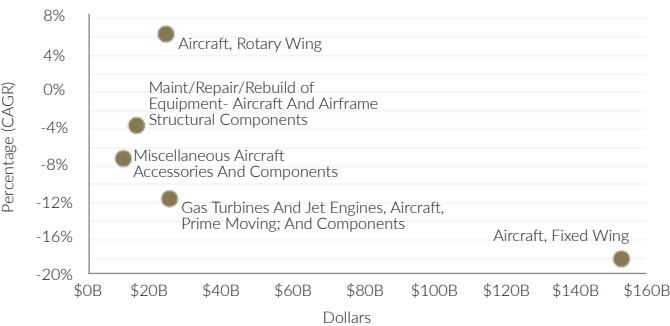 8%
4%
0%
-4%
-8%
-12%
-16%
-20%
Percentage (CAGR)
Aircraft, Rotary Wing
Maint/Repair/Rebuild of
Equipment- Aircraft And Airframe
Structural Components
Miscellaneous Aircraft
Accessories And Components
Gas Turbines And Jet Engines, Aircraft,
Prime Moving; And Components
Aircraft, Fixed Wing
$0B $20B $40B $60B $80B $100B $120B $140B $160B
Dollars